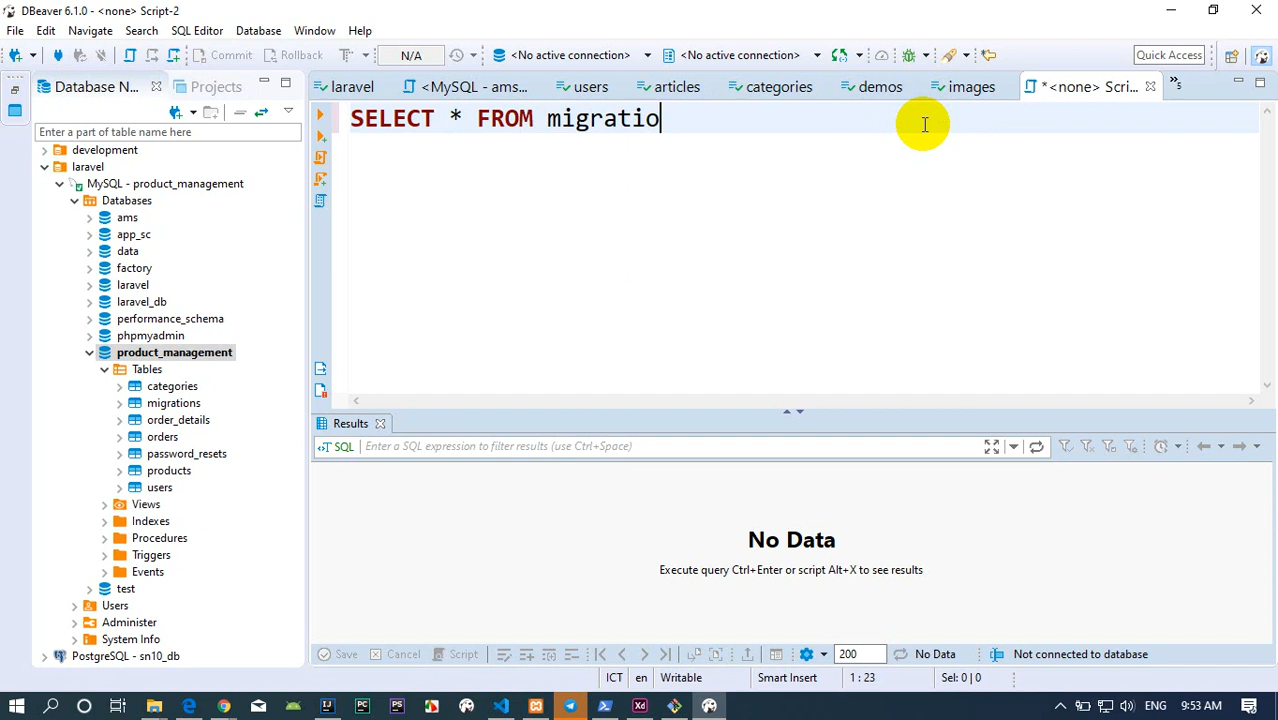 DBeaver 6.1.0 - <none> Script-2
File Edit Navigate Search SQL Editor Database Window Help
Commit Rollback N/A <No active connection> <No active connection> Quick Access
Database N... Projects laravel <MySQL - ams... users articles categories demos images *<none> Scri...
Enter a part of table name here
SELECT * FROM migratio
development
laravel
MySQL - product_management
Databases
ams
app_sc
data
factory
laravel
laravel_db
performance_schema
phpmyadmin
product_management
Tables
categories
migrations
order_details
orders
password_resets
products
users
Views
Indexes
Procedures
Triggers
Events
test
Users
Administer
System Info
PostgreSQL - sn10_db
Results
SQL Enter a SQL expression to filter results (use Ctrl+Space)
No Data
Execute query Ctrl+Enter or script Alt+X to see results
Save Cancel Script 200 No Data Not connected to database
ICT en Writable Smart Insert 1 : 23 Sel: 0 | 0
ENG 9:53 AM